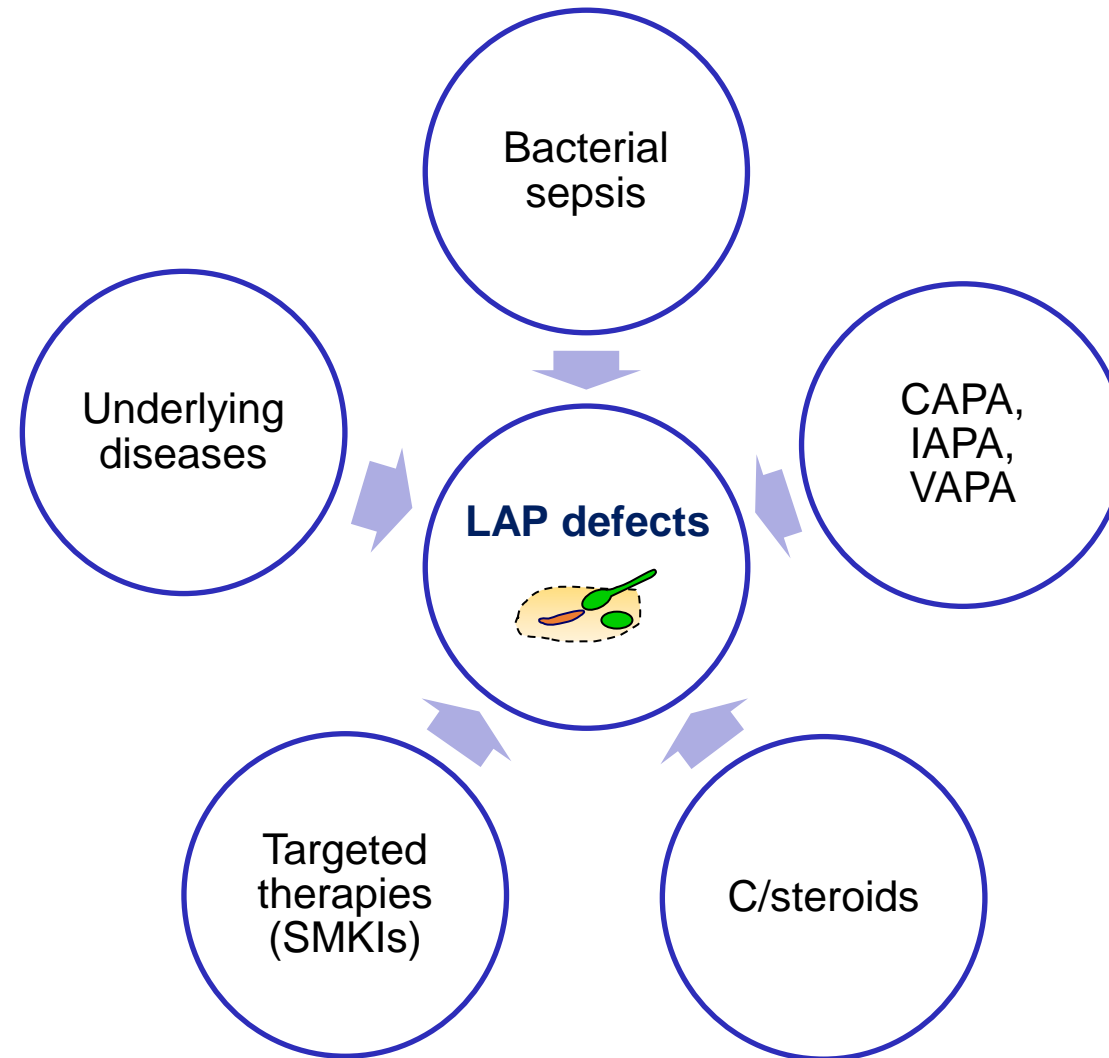 Bacterial
sepsis
Underlying
diseases
CAPA,
IAPA,
VAPA
LAP defects
Targeted
therapies
(SMKIs)
C/steroids